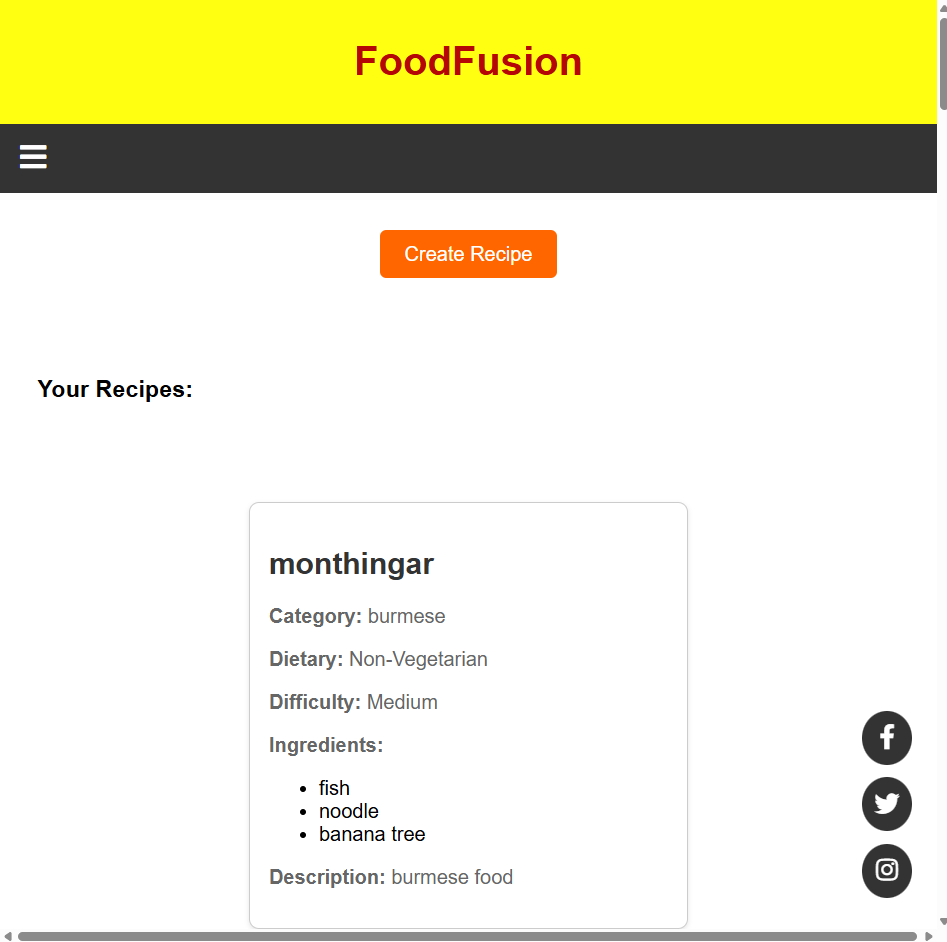 FoodFusion
Create Recipe
Your Recipes:
monthingar
Category: burmese
Dietary: Non-Vegetarian
Difficulty: Medium
Ingredients:
fish
noodle
banana tree
Description: burmese food